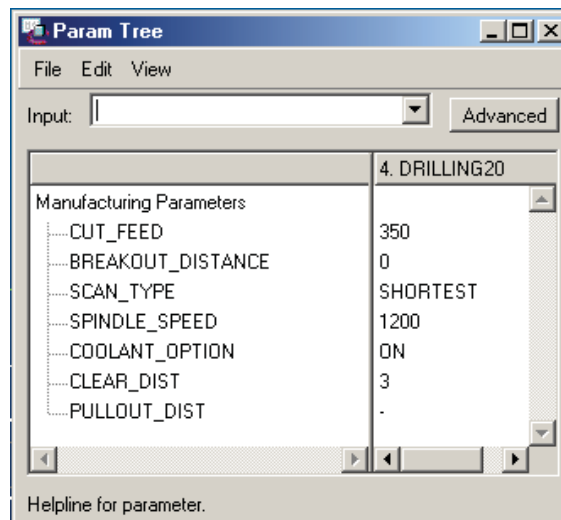 Param Tree
File Edit View
Input: Advanced
4. DRILLING20
Manufacturing Parameters
CUT_FEED 350
BREAKOUT_DISTANCE 0
SCAN_TYPE SHORTEST
SPINDLE_SPEED 1200
COOLANT_OPTION ON
CLEAR_DIST 3
PULLOUT_DIST -
Helpline for parameter.